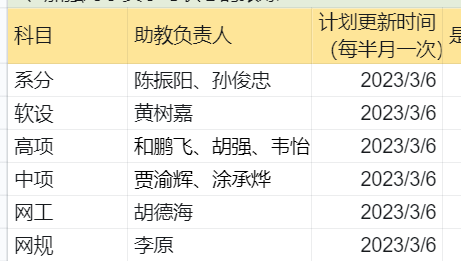 科目 助教负责人 计划更新时间
（每半月一次）
系分 陈振阳、孙俊忠 2023/3/6
软设 黄树嘉 2023/3/6
高项 和鹏飞、胡强、韦怡 2023/3/6
中项 贾渝辉、涂承烨 2023/3/6
网工 胡德海 2023/3/6
网规 李原 2023/3/6